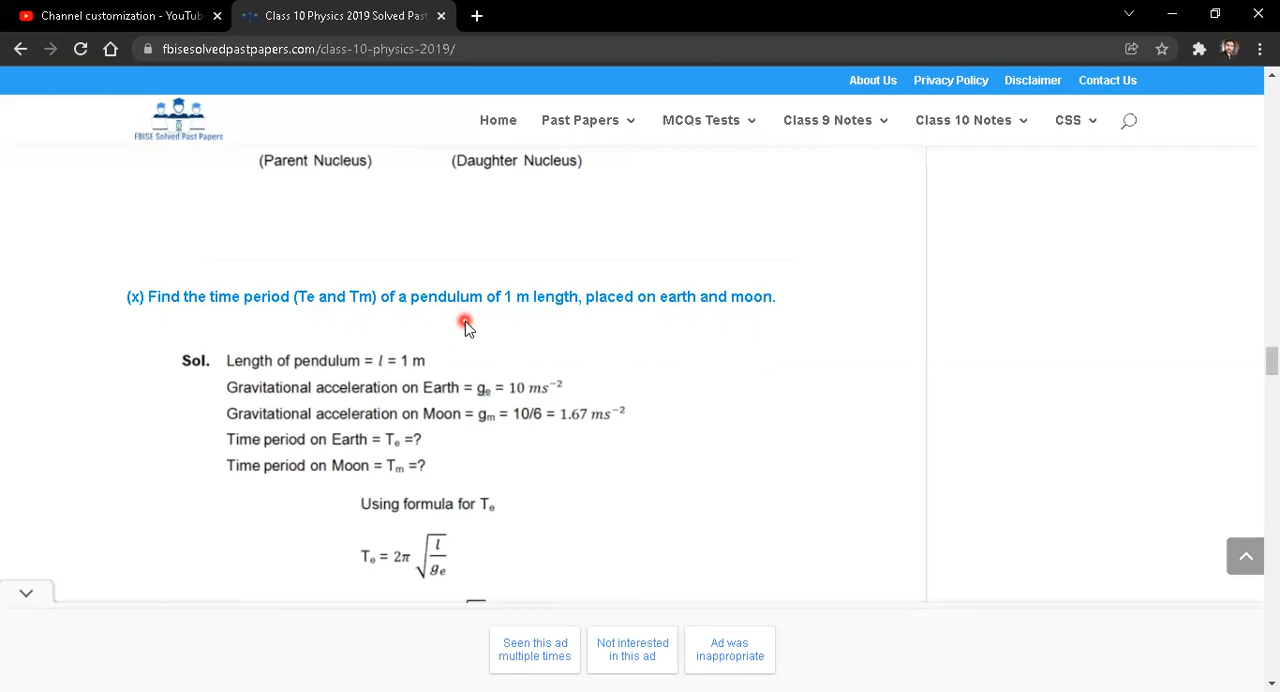 Channel customization - YouTub
Class 10 Physics 2019 Solved Past
fbisesolvedpastpapers.com/class-10-physics-2019/
About Us Privacy Policy Disclaimer Contact Us
FBISE Solved Past Papers
Home Past Papers MCQs Tests Class 9 Notes Class 10 Notes CSS
(Parent Nucleus) (Daughter Nucleus)
(x) Find the time period (Te and Tm) of a pendulum of 1 m length, placed on earth and moon.
Sol. Length of pendulum = l = 1 m
Gravitational acceleration on Earth = gₑ = 10 ms⁻²
Gravitational acceleration on Moon = gₘ = 10/6 = 1.67 ms⁻²
Time period on Earth = Tₑ =?
Time period on Moon = Tₘ =?
Using formula for Tₑ
Tₑ = 2π √(l/gₑ)
Seen this ad multiple times
Not interested in this ad
Ad was inappropriate